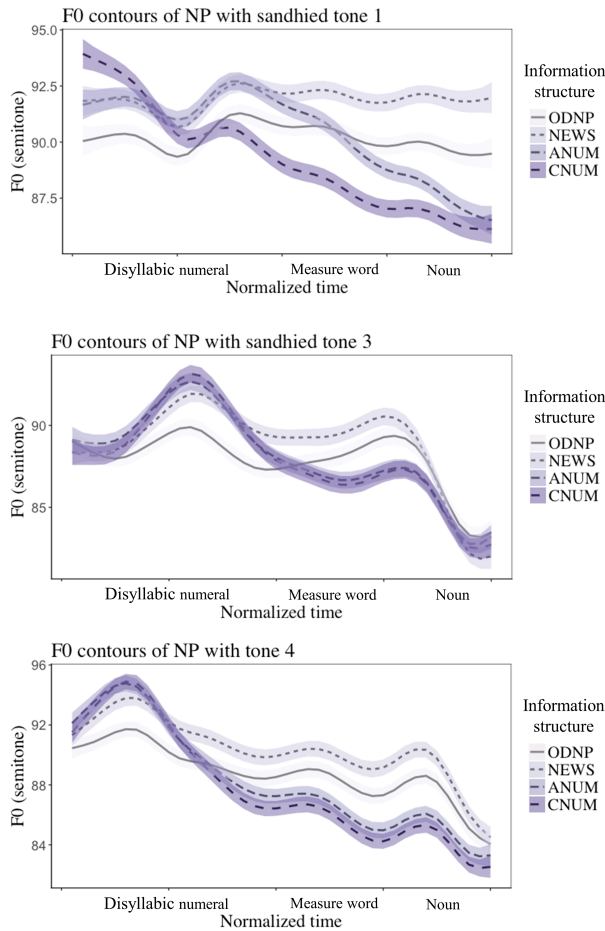 F0 contours of NP with sandhied tone 1
95.0
92.5
90.0
87.5
F0 (semitone)
Disyllabic numeral Measure word Noun
Normalized time
Information
structure
ODNP
NEWS
ANUM
CNUM
F0 contours of NP with sandhied tone 3
90
85
F0 (semitone)
Disyllabic numeral Measure word Noun
Normalized time
Information
structure
ODNP
NEWS
ANUM
CNUM
F0 contours of NP with tone 4
96
92
88
84
F0 (semitone)
Disyllabic numeral Measure word Noun
Normalized time
Information
structure
ODNP
NEWS
ANUM
CNUM